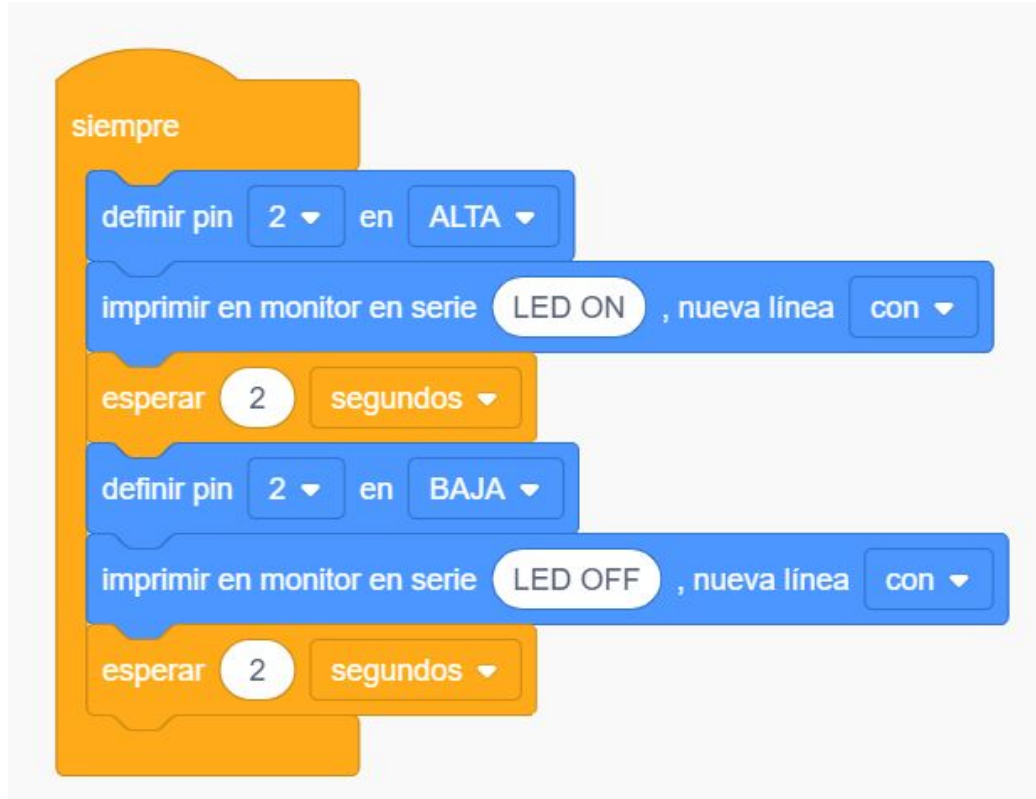 siempre
definir pin 2 en ALTA
imprimir en monitor en serie LED ON , nueva línea con
esperar 2 segundos
definir pin 2 en BAJA
imprimir en monitor en serie LED OFF , nueva línea con
esperar 2 segundos